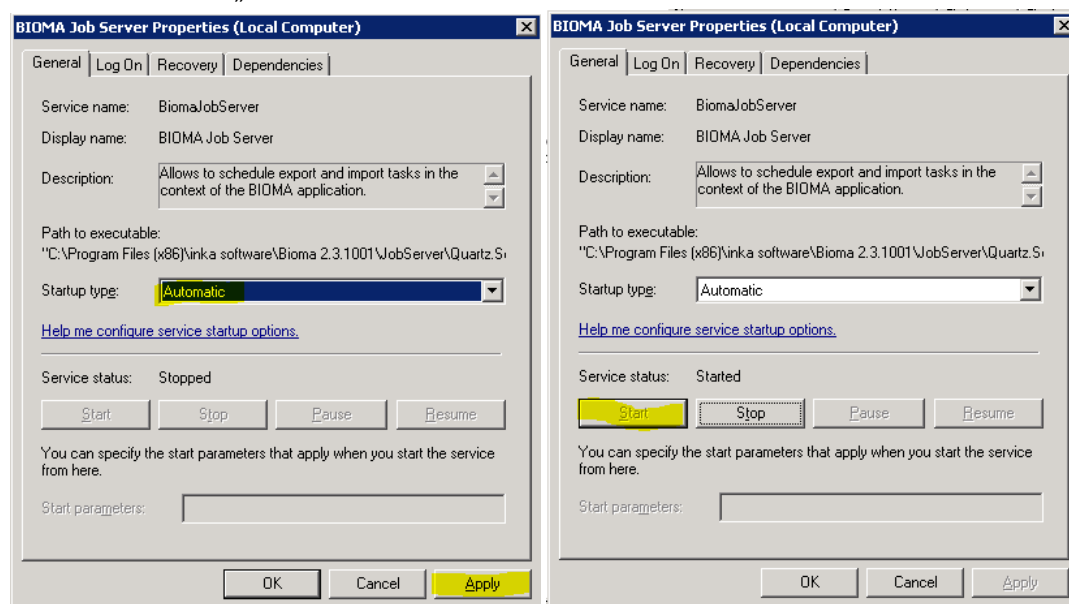 BIOMA Job Server Properties (Local Computer)
General Log On Recovery Dependencies
Service name: BiomaJobServer
Display name: BIOMA Job Server
Description: Allows to schedule export and import tasks in the
context of the BIOMA application.
Path to executable:
"C:\Program Files (x86)\inka software\Bioma 2.3.1001\JobServer\Quartz.S
Startup type: Automatic
Help me configure service startup options.
Service status: Stopped
Start Stop Pause Resume
You can specify the start parameters that apply when you start the service
from here.
Start parameters:
OK Cancel Apply
BIOMA Job Server Properties (Local Computer)
General Log On Recovery Dependencies
Service name: BiomaJobServer
Display name: BIOMA Job Server
Description: Allows to schedule export and import tasks in the
context of the BIOMA application.
Path to executable:
"C:\Program Files (x86)\inka software\Bioma 2.3.1001\JobServer\Quartz.S
Startup type: Automatic
Help me configure service startup options.
Service status: Started
Start Stop Pause Resume
You can specify the start parameters that apply when you start the service
from here.
Start parameters:
OK Cancel Apply